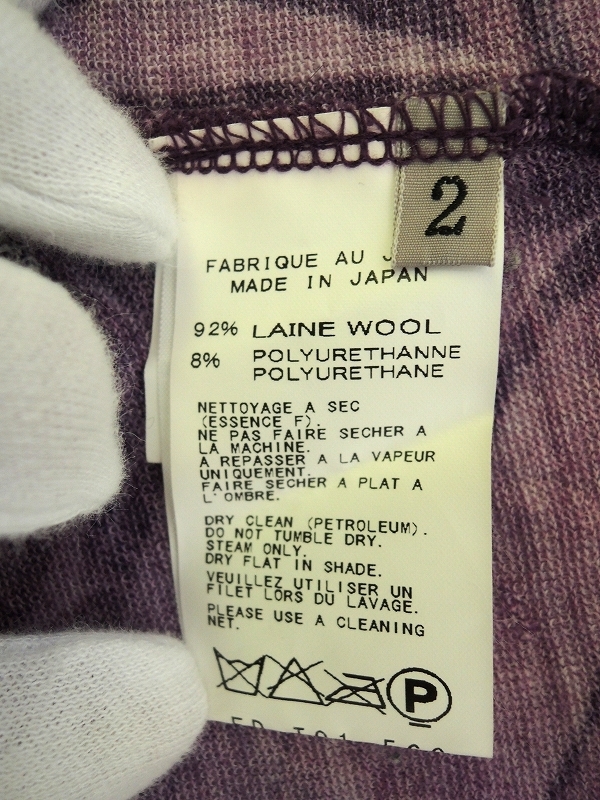 2
FABRIQUE AU
MADE IN JAPAN
92% LAINE WOOL
8% POLYURETHANNE
POLYURETHANE
NETTOYAGE A SEC
(ESSENCE F).
NE PAS FAIRE SECHER A
LA MACHINE.
A REPASSER A LA VAPEUR
UNIQUEMENT.
FAIRE SECHER A PLAT A
L'OMBRE.
DRY CLEAN (PETROLEUM).
DO NOT TUMBLE DRY.
STEAM ONLY.
DRY FLAT IN SHADE.
VEUILLEZ UTILISER UN
FILET LORS DU LAVAGE.
PLEASE USE A CLEANING
NET.
P